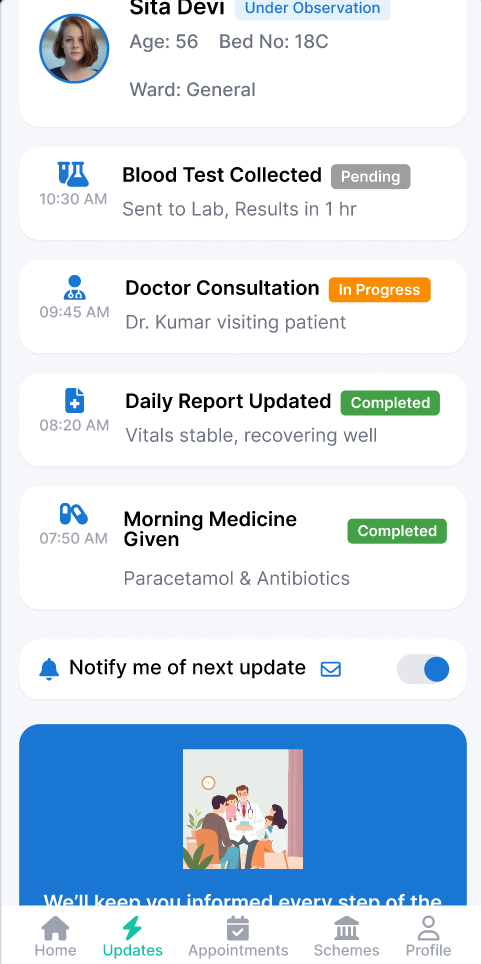 Sita Devi Under Observation
Age: 56 Bed No: 18C
Ward: General
Blood Test Collected Pending
10:30 AM
Sent to Lab, Results in 1 hr
Doctor Consultation In Progress
09:45 AM
Dr. Kumar visiting patient
Daily Report Updated Completed
08:20 AM
Vitals stable, recovering well
Morning Medicine
Given
Completed
07:50 AM
Paracetamol & Antibiotics
Notify me of next update
We'll keep you informed every step of the
Home Updates Appointments Schemes Profile